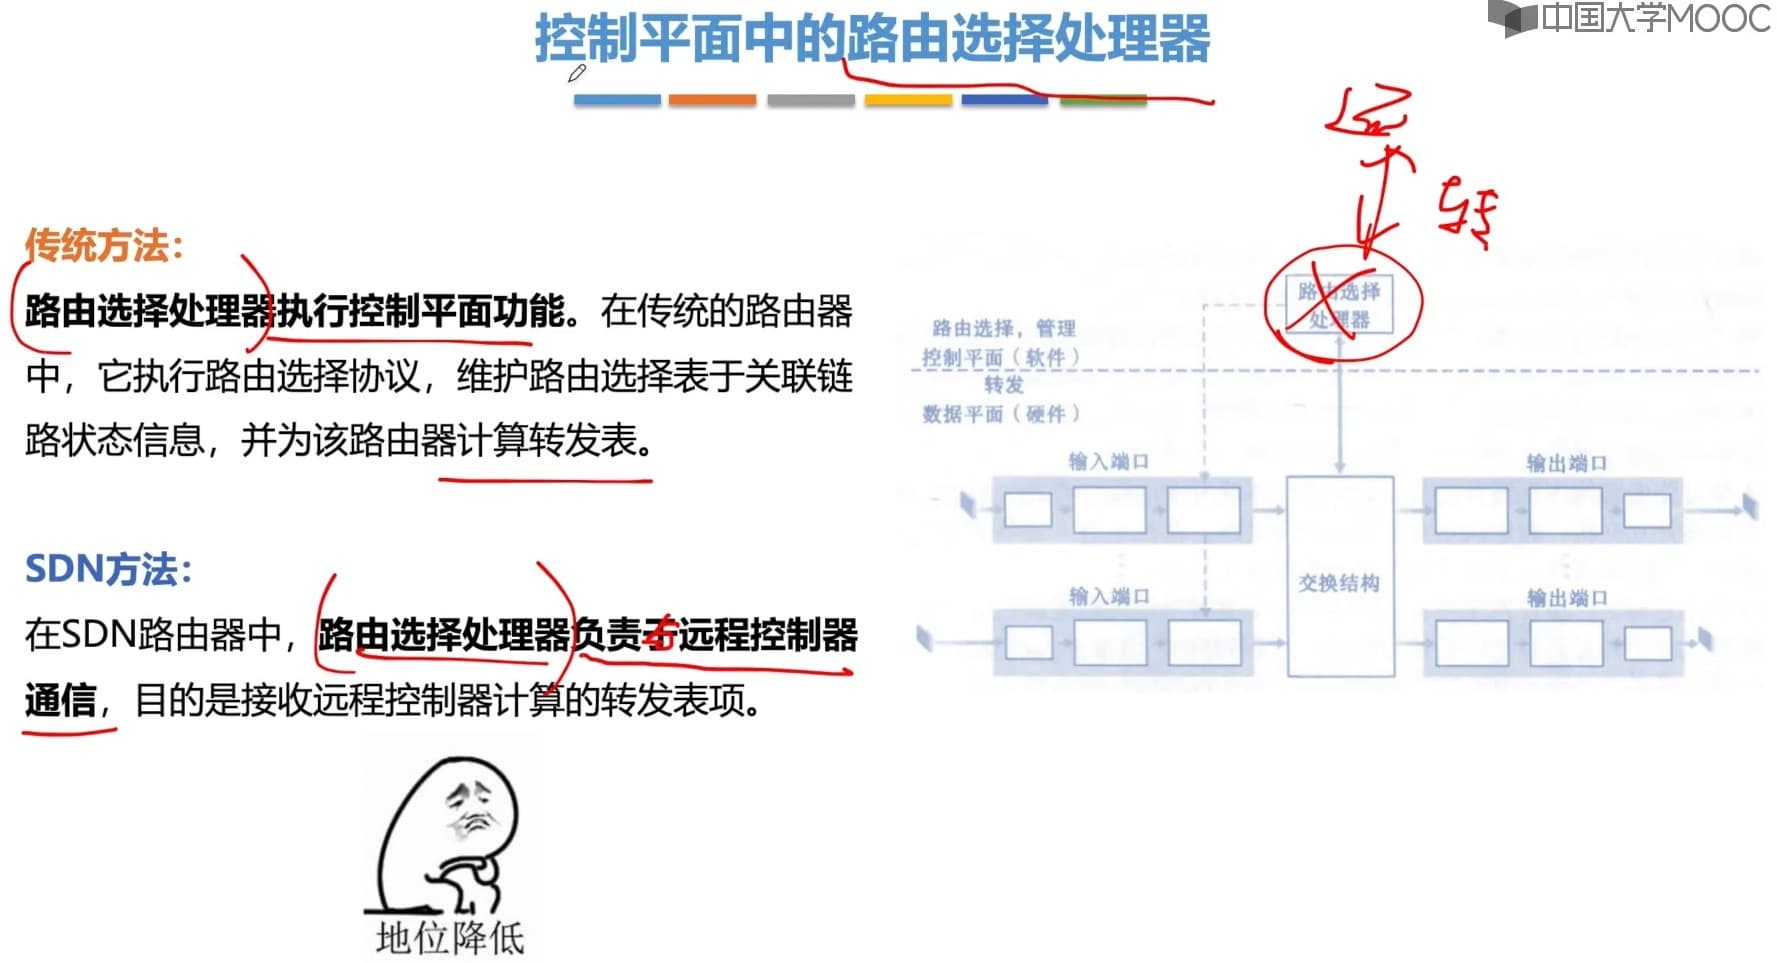 控制平面中的路由选择处理器
中国大学MOOC
转
传统方法：
路由选择处理器执行控制平面功能。在传统的路由器
中，它执行路由选择协议，维护路由选择表于关联链
路状态信息，并为该路由器计算转发表。
SDN方法：
在SDN路由器中，路由选择处理器负责与远程控制器
通信，目的是接收远程控制器计算的转发表项。
地位降低
路由选择
处理器
路由选择，管理
控制平面（软件）
转发
数据平面（硬件）
输入端口
输出端口
交换结构
输入端口
输出端口